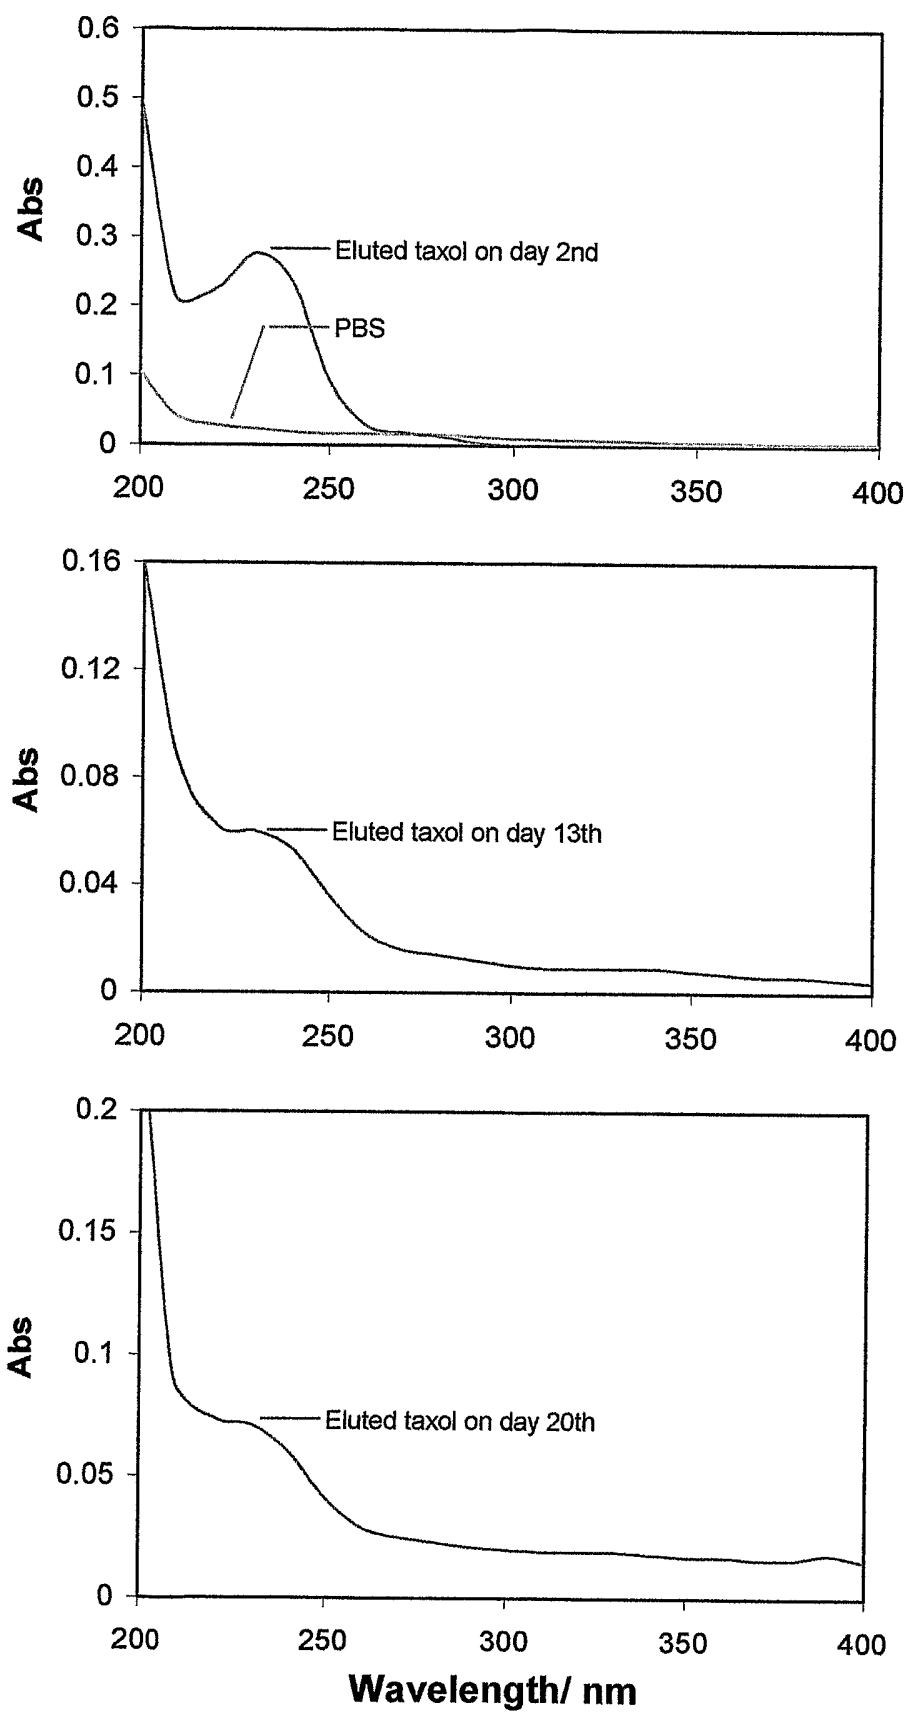 0.6
0.5
0.4
0.3
0.2
0.1
0
Abs
Eluted taxol on day 2nd
PBS
200 250 300 350 400
0.16
0.12
0.08
0.04
0
Abs
Eluted taxol on day 13th
200 250 300 350 400
0.2
0.15
0.1
0.05
0
Abs
Eluted taxol on day 20th
200 250 300 350 400
Wavelength/ nm